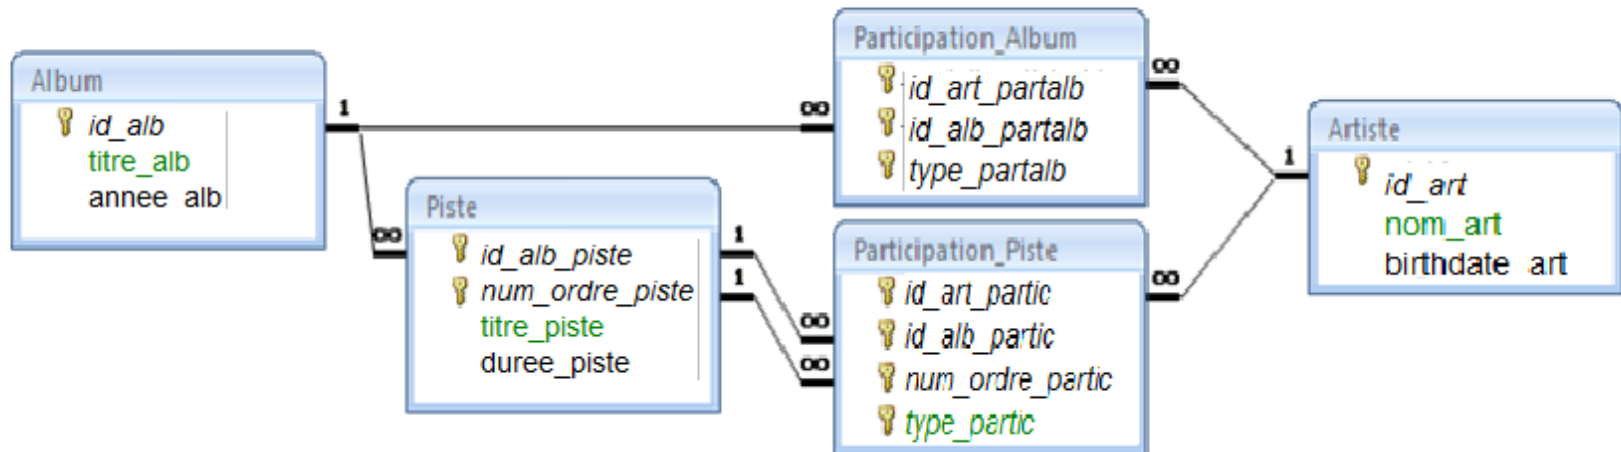 Album
id_alb
titre_alb
annee_alb
1
∞
∞
Piste
id_alb_piste
num_ordre_piste
titre_piste
duree_piste
1
1
∞
∞
Participation_Album
id_art_partalb
id_alb_partalb
type_partalb
∞
Participation_Piste
id_art_partic
id_alb_partic
num_ordre_partic
type_partic
∞
1
Artiste
id_art
nom_art
birthdate_art